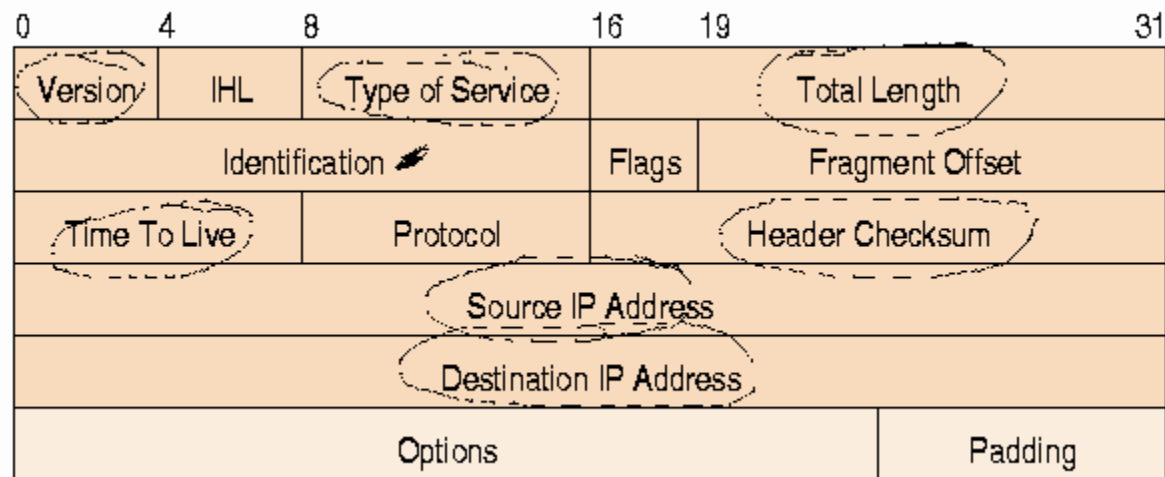 0 4 8 16 19 31
Version IHL Type of Service Total Length
Identification Flags Fragment Offset
Time To Live Protocol Header Checksum
Source IP Address
Destination IP Address
Options Padding